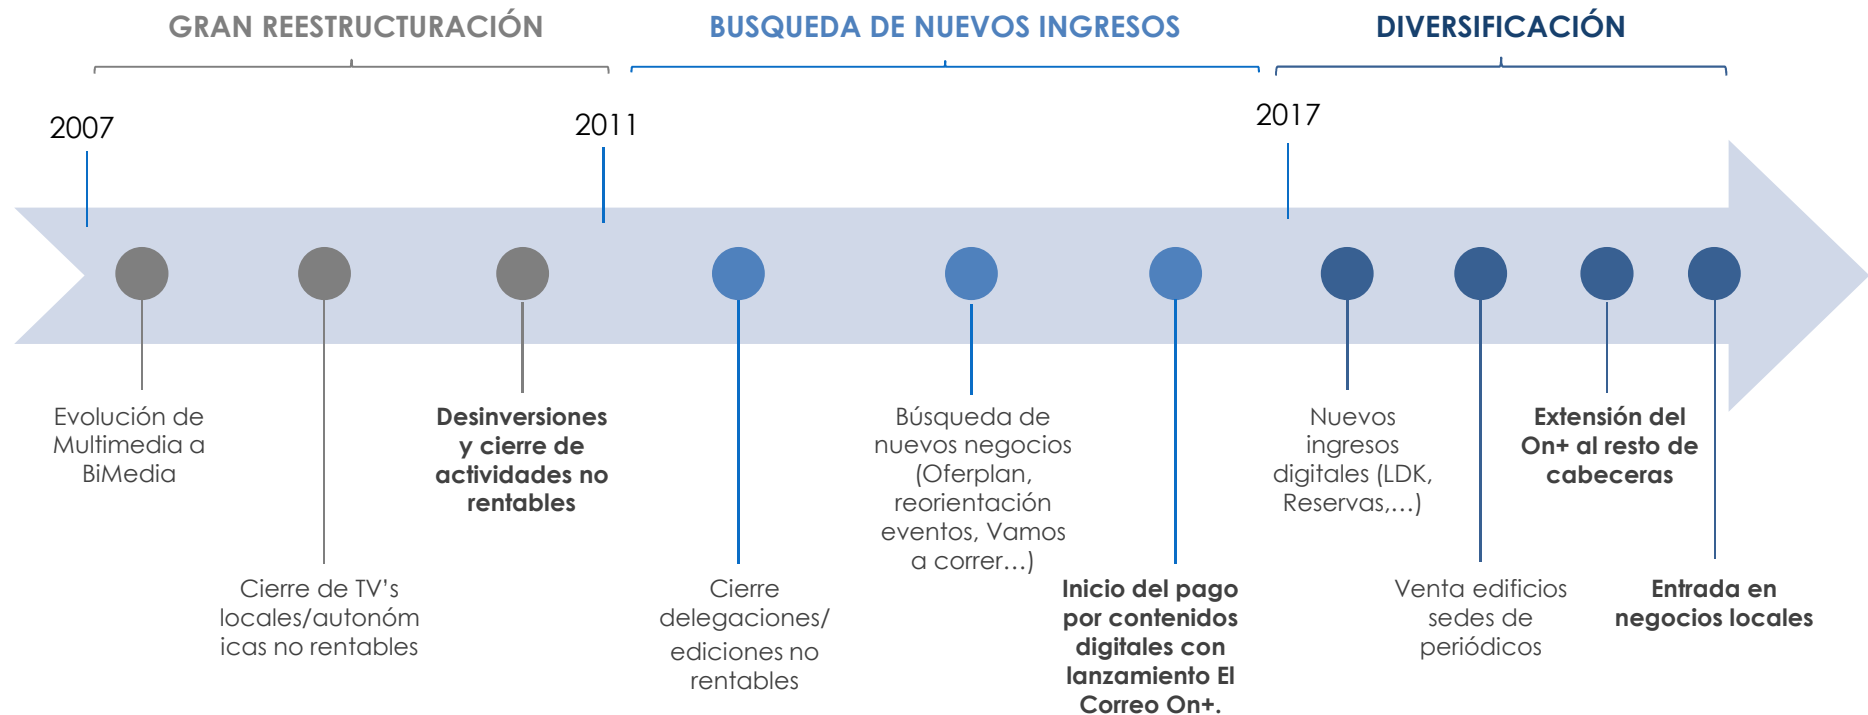 GRAN REESTRUCTURACIÓN
BUSQUEDA DE NUEVOS INGRESOS
DIVERSIFICACIÓN
2007
2011
2017
Evolución de
Multimedia a
BiMedia
Cierre de TV's
locales/autonóm
icas no rentables
Desinversiones
y cierre de
actividades no
rentables
Cierre
delegaciones/
ediciones no
rentables
Búsqueda de
nuevos negocios
(Oferplan,
reorientación
eventos, Vamos
a correr…)
Inicio del pago
por contenidos
digitales con
lanzamiento El
Correo On+.
Nuevos
ingresos
digitales (LDK,
Reservas,…)
Venta edificios
sedes de
periódicos
Extensión del
On+ al resto de
cabeceras
Entrada en
negocios locales